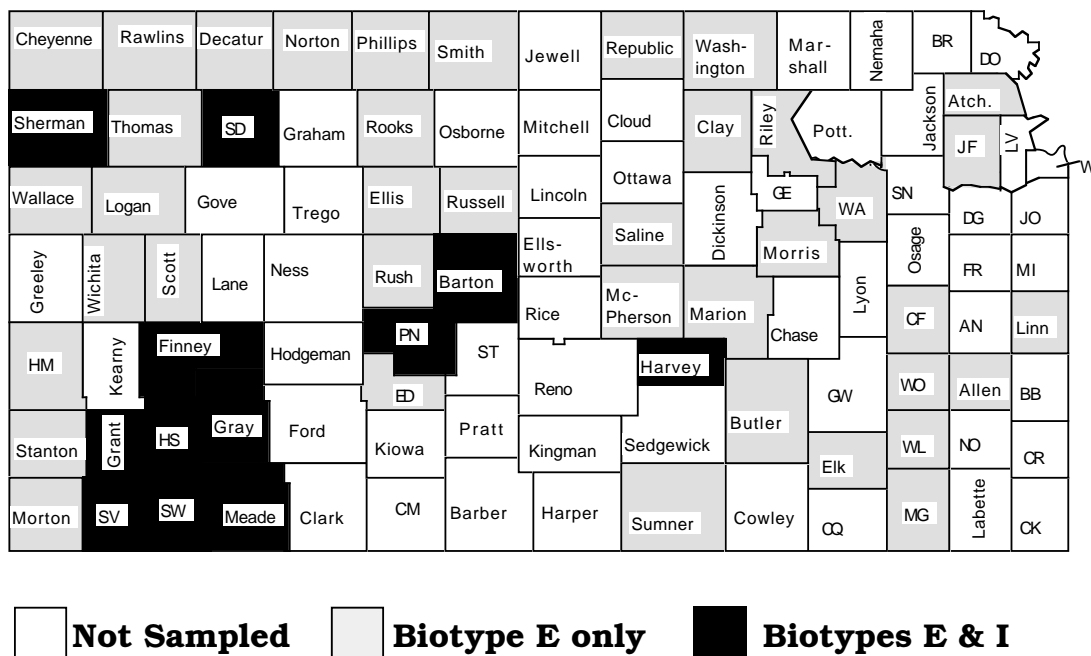 Cheyenne
Rawlins
Decatur
Norton
Phillips
Smith
Jewell
Republic
Wash-
ington
Mar-
shall
Nemaha
BR
DO
Sherman
Thomas
SD
Graham
Rooks
Osborne
Mitchell
Cloud
Clay
Riley
Pott.
Jackson
Atch.
JF
LV
W
Wallace
Logan
Gove
Trego
Ellis
Russell
Lincoln
Ottawa
Saline
Dickinson
GE
WA
SN
DG
JO
Greeley
Wichita
Scott
Lane
Ness
Rush
Barton
Ells-
worth
Morris
Lyon
Osage
FR
MI
HM
Kearny
Finney
Hodgeman
PN
ST
Rice
Mc-
Pherson
Marion
Chase
CF
AN
Linn
ED
Reno
Harvey
Butler
GW
WO
Allen
BB
Stanton
Grant
HS
Gray
Ford
Kiowa
Pratt
Kingman
Sedgewick
Elk
WL
NO
CR
Morton
SV
SW
Meade
Clark
CM
Barber
Harper
Sumner
Cowley
CQ
MG
Labette
CK
Not Sampled
Biotype E only
Biotypes E & I